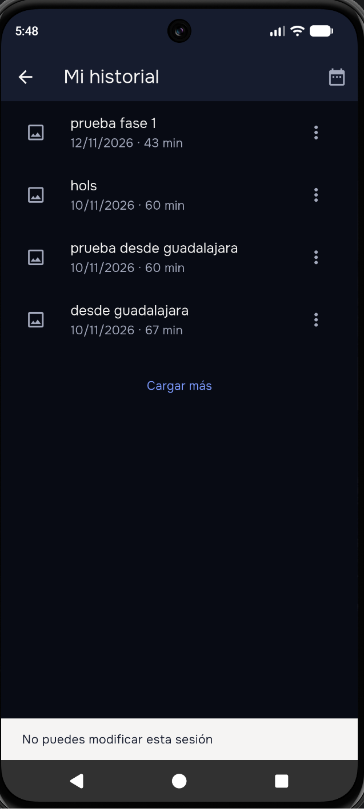 5:48
Mi historial
prueba fase 1
12/11/2026 · 43 min
hols
10/11/2026 · 60 min
prueba desde guadalajara
10/11/2026 · 60 min
desde guadalajara
10/11/2026 · 67 min
Cargar más
No puedes modificar esta sesión